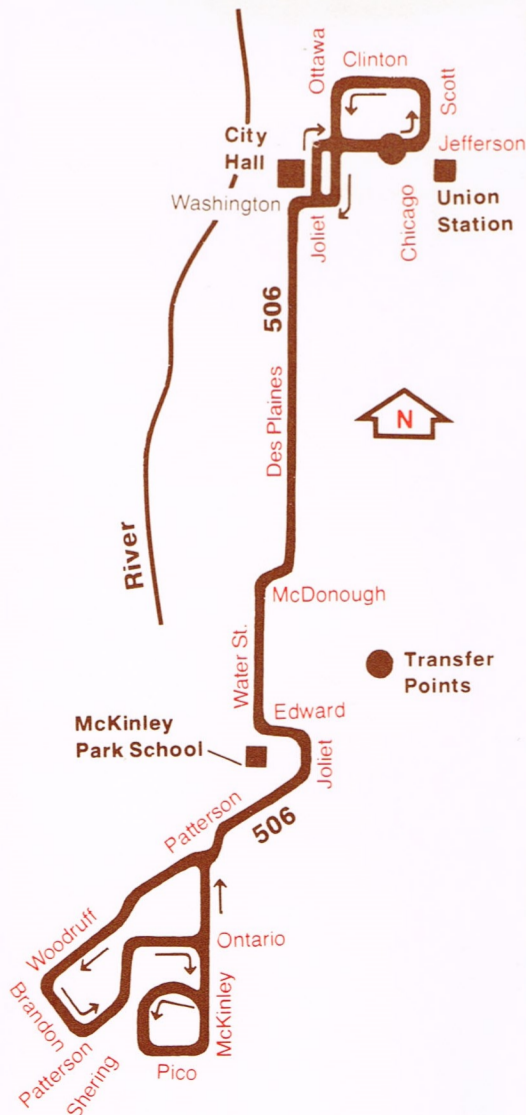 Clinton
Ottawa
Scott
City
Hall
Jefferson
Washington
Union
Station
Joliet
Chicago
506
Des Plaines
N
River
McDonough
Water St.
Transfer
Points
Edward
McKinley
Park School
Joliet
Patterson
506
Woodruff
Ontario
Brandon
McKinley
Patterson
Shering
Pico